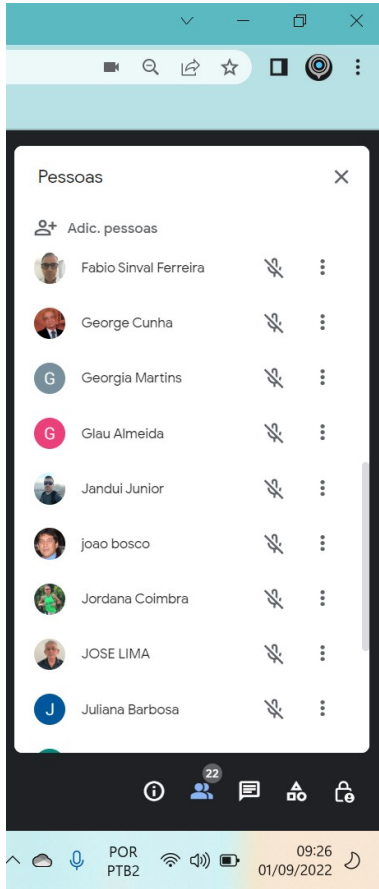 Pessoas
Adic. pessoas
Fabio Sinval Ferreira
George Cunha
G Georgia Martins
G Glau Almeida
Jandui Junior
joao bosco
Jordana Coimbra
JOSE LIMA
J Juliana Barbosa
22
POR 09:26
PTB2 01/09/2022